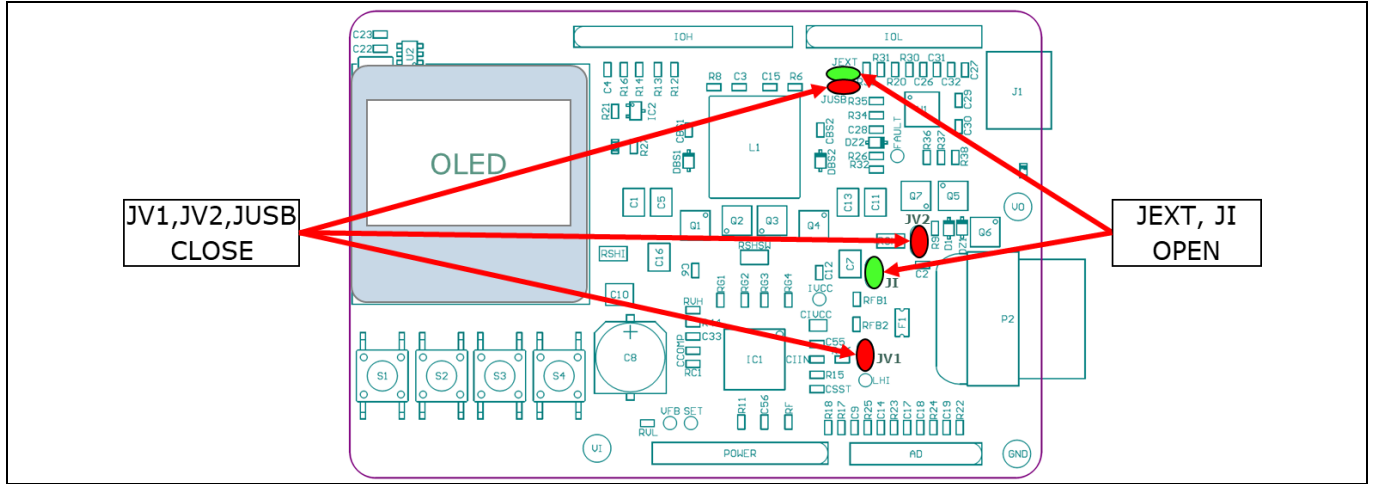 C23
C22
U2
IOH
IOL
OLED
C4
R16
R14
R13
R12
R21
IC2
R8
C3
C15
R6
JEXT
JUSB
R31
R30
C31
C27
R20
C26
C32
R35
R34
C28
DZ2
R26
R32
FAULT
C29
C30
J1
R36
R37
R38
CBS1
DBS1
L1
CBS2
DBS2
C1
C5
Q1
Q2
Q3
Q4
C13
C11
Q7
Q5
VO
JV1,JV2,JUSB
CLOSE
JEXT, JI
OPEN
JV2
R9
Q6
RSHI
C16
RSHSW
C6
C12
C7
C2
JI
C10
RVH
RG1
RG2
RG3
RG4
IVCC
CIVCC
RFB1
RFB2
F1
P2
C33
CCOMP
RC1
C8
IC1
C55
CIIN
R15
CSST
JV1
LHI
S1
S2
S3
S4
R11
C56
RF
VFB
SET
RVL
R18
R17
C9
R25
C14
R23
C17
C18
R24
C19
R22
VI
POWER
AD
GND